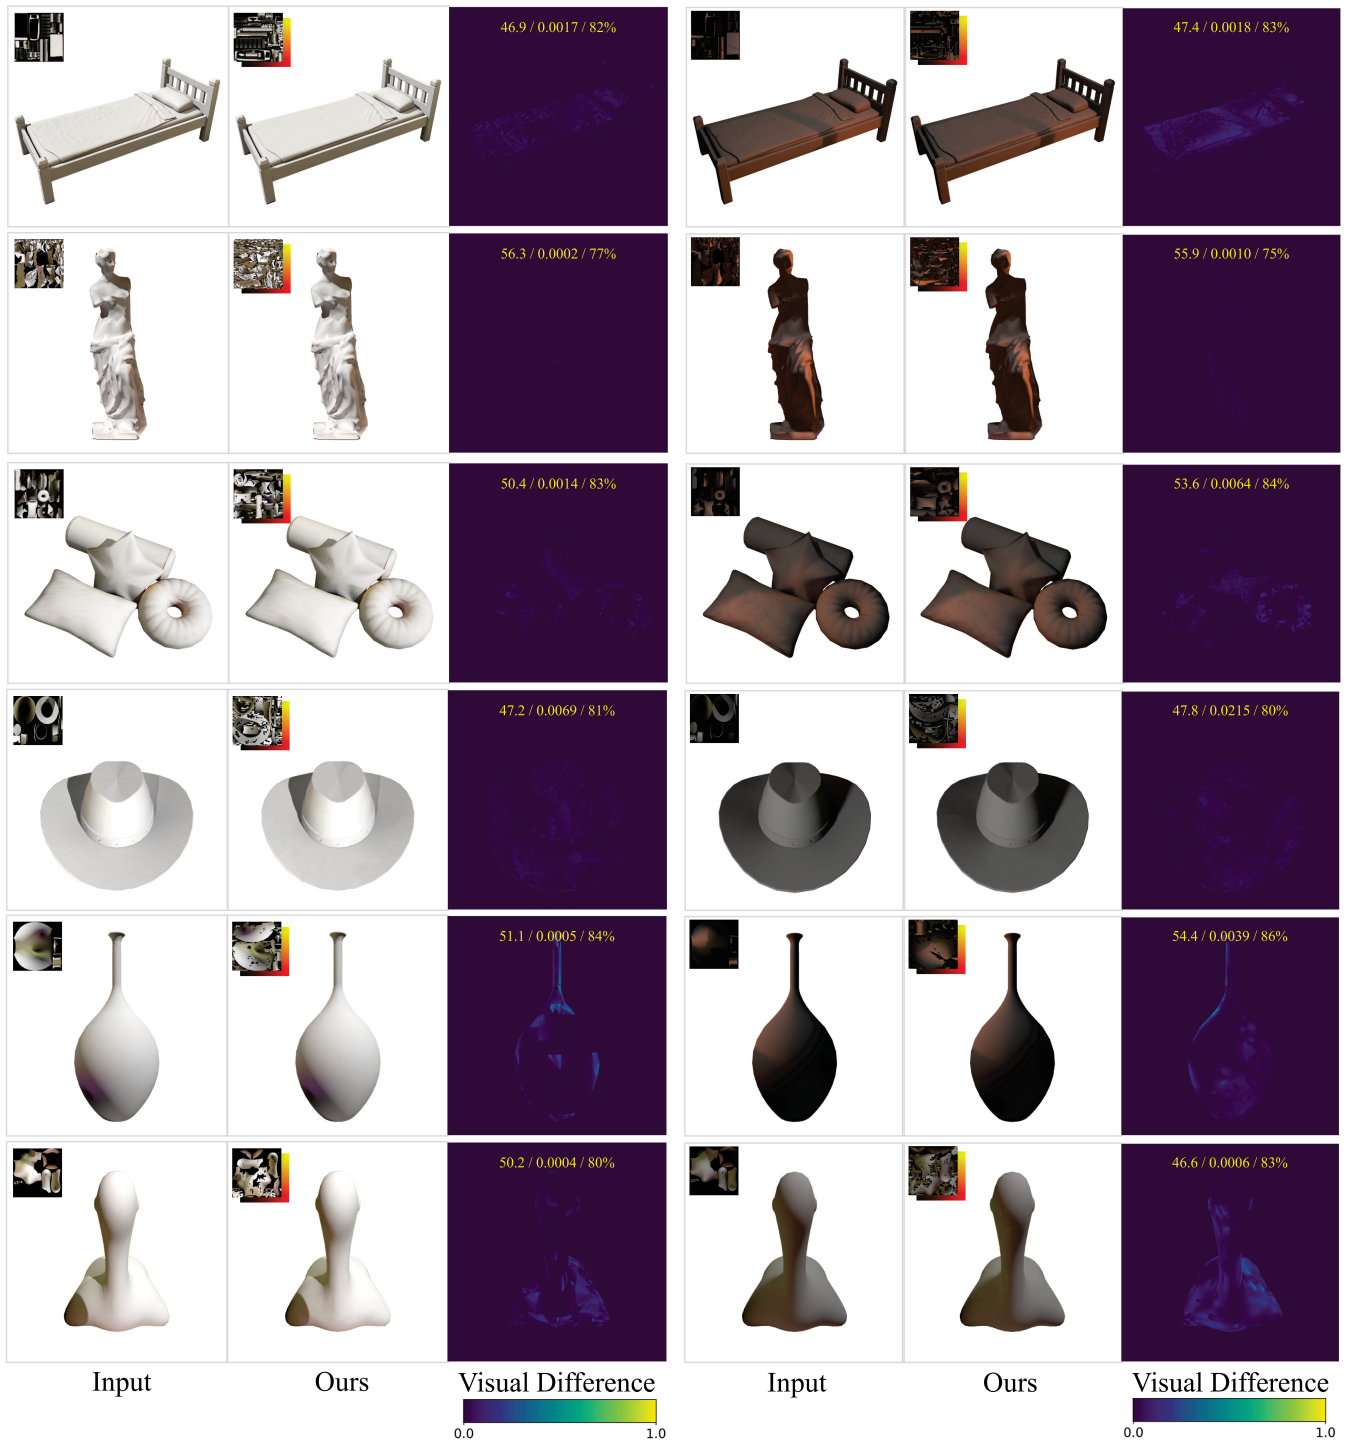 46.9 / 0.0017 / 82%
47.4 / 0.0018 / 83%
56.3 / 0.0002 / 77%
55.9 / 0.0010 / 75%
50.4 / 0.0014 / 83%
53.6 / 0.0064 / 84%
47.2 / 0.0069 / 81%
47.8 / 0.0215 / 80%
51.1 / 0.0005 / 84%
54.4 / 0.0039 / 86%
50.2 / 0.0004 / 80%
46.6 / 0.0006 / 83%
Input Ours Visual Difference Input Ours Visual Difference
0.0 1.0 0.0 1.0